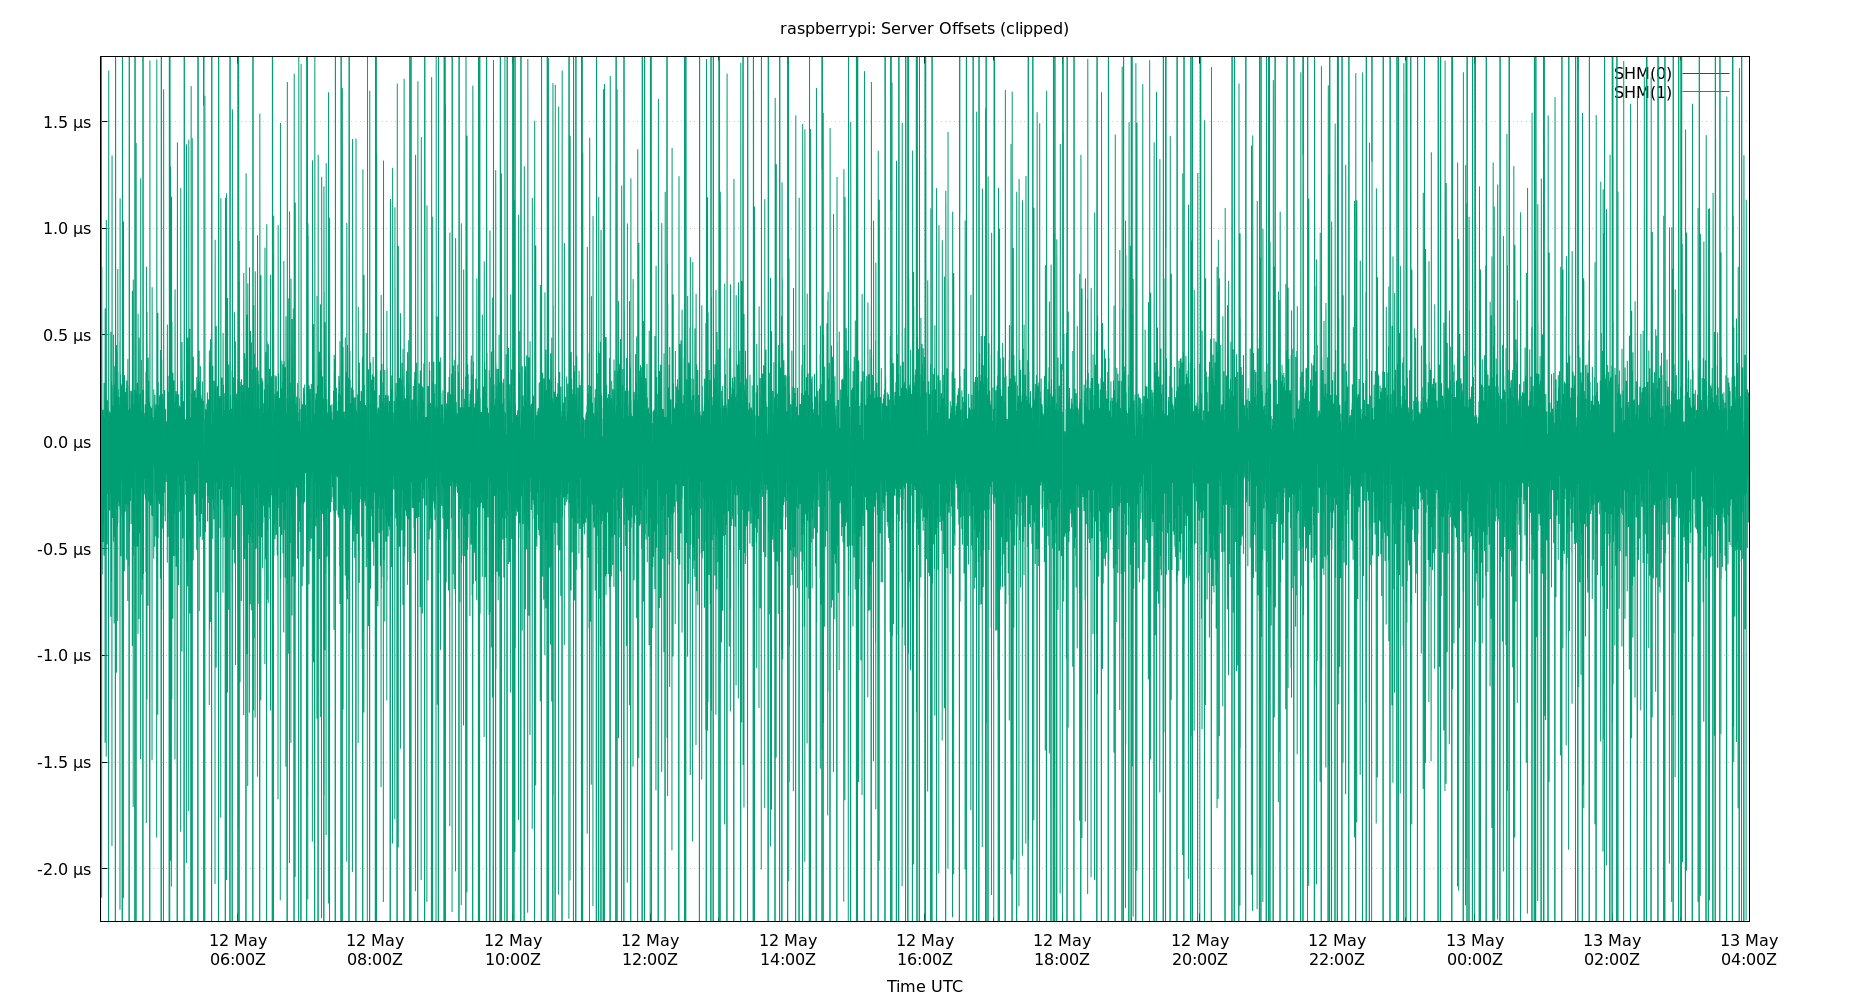 raspberrypi: Server Offsets (clipped)
SHM(0)
SHM(1)
1.5 µs
1.0 µs
0.5 µs
0.0 µs
-0.5 µs
-1.0 µs
-1.5 µs
-2.0 µs
12 May 12 May 12 May 12 May 12 May 12 May 12 May 12 May 12 May 13 May 13 May 13 May
06:00Z 08:00Z 10:00Z 12:00Z 14:00Z 16:00Z 18:00Z 20:00Z 22:00Z 00:00Z 02:00Z 04:00Z
Time UTC